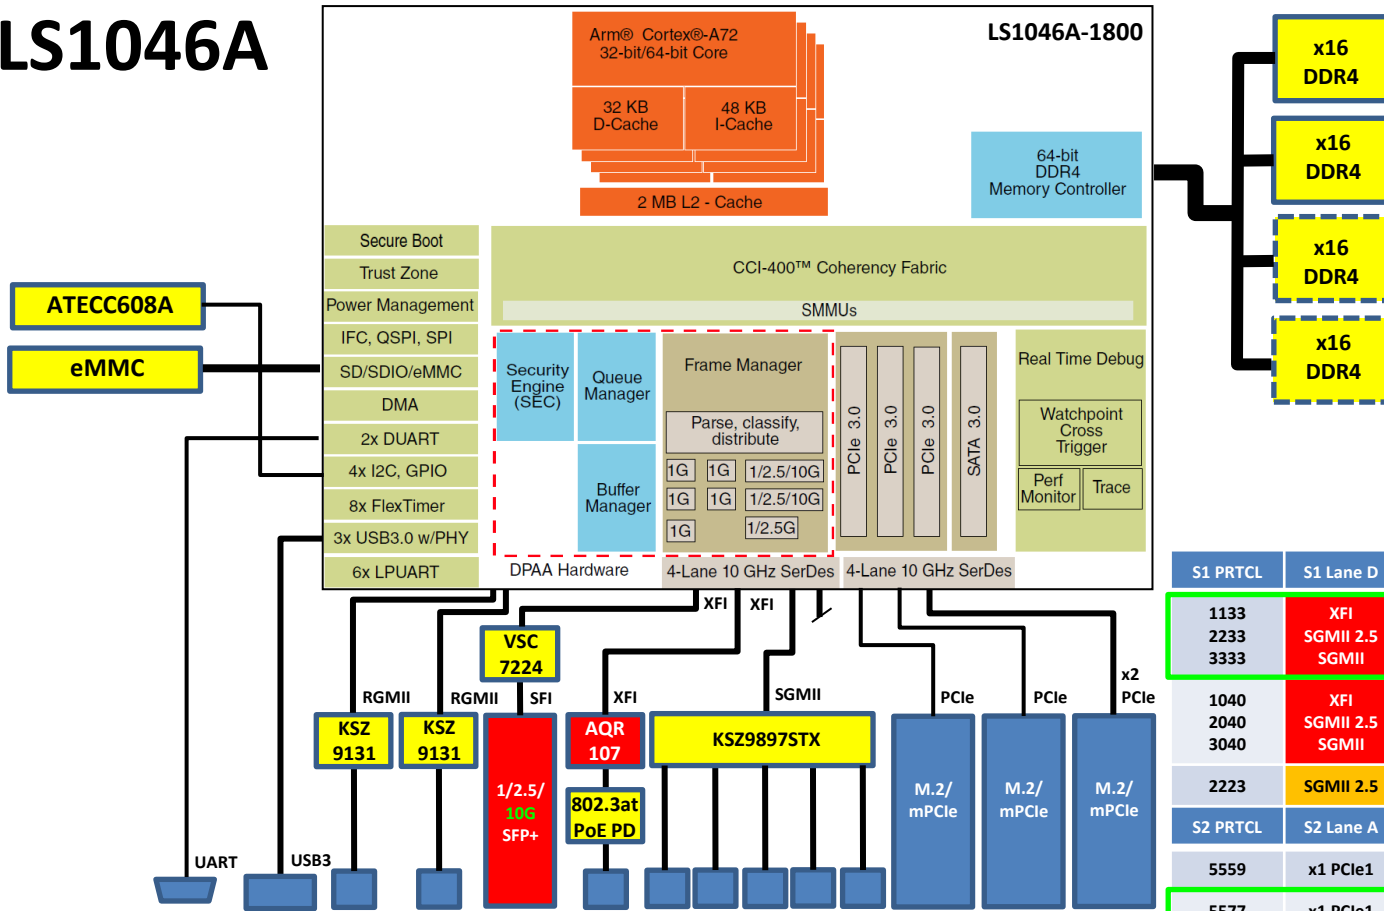 LS1046A
LS1046A-1800
Arm® Cortex®-A72
32-bit/64-bit Core
32 KB
D-Cache
48 KB
I-Cache
2 MB L2 - Cache
64-bit
DDR4
Memory Controller
x16
DDR4
x16
DDR4
x16
DDR4
x16
DDR4
Secure Boot
Trust Zone
Power Management
IFC, QSPI, SPI
SD/SDIO/eMMC
DMA
2x DUART
4x I2C, GPIO
8x FlexTimer
3x USB3.0 w/PHY
6x LPUART
ATECC608A
eMMC
CCI-400™ Coherency Fabric
SMMUs
Security
Engine
(SEC)
Queue
Manager
Buffer
Manager
Frame Manager
Parse, classify,
distribute
1G 1G 1/2.5/10G
1G 1G 1/2.5/10G
1G 1/2.5G
PCIe 3.0
PCIe 3.0
PCIe 3.0
SATA 3.0
Real Time Debug
Watchpoint
Cross
Trigger
Perf
Monitor
Trace
DPAA Hardware
4-Lane 10 GHz SerDes
4-Lane 10 GHz SerDes
XFI XFI
VSC
7224
RGMII
RGMII
SFI
XFI
SGMII
PCIe
PCIe
x2
PCIe
KSZ
9131
KSZ
9131
1/2.5/
10G
SFP+
AQR
107
802.3at
PoE PD
KSZ9897STX
M.2/
mPCIe
M.2/
mPCIe
M.2/
mPCIe
UART
USB3
S1 PRTCL S1 Lane D
1133 XFI
2233 SGMII 2.5
3333 SGMII
1040 XFI
2040 SGMII 2.5
3040 SGMII
2223 SGMII 2.5
S2 PRTCL S2 Lane A
5559 x1 PCIe1
5577 x1 PCIe1